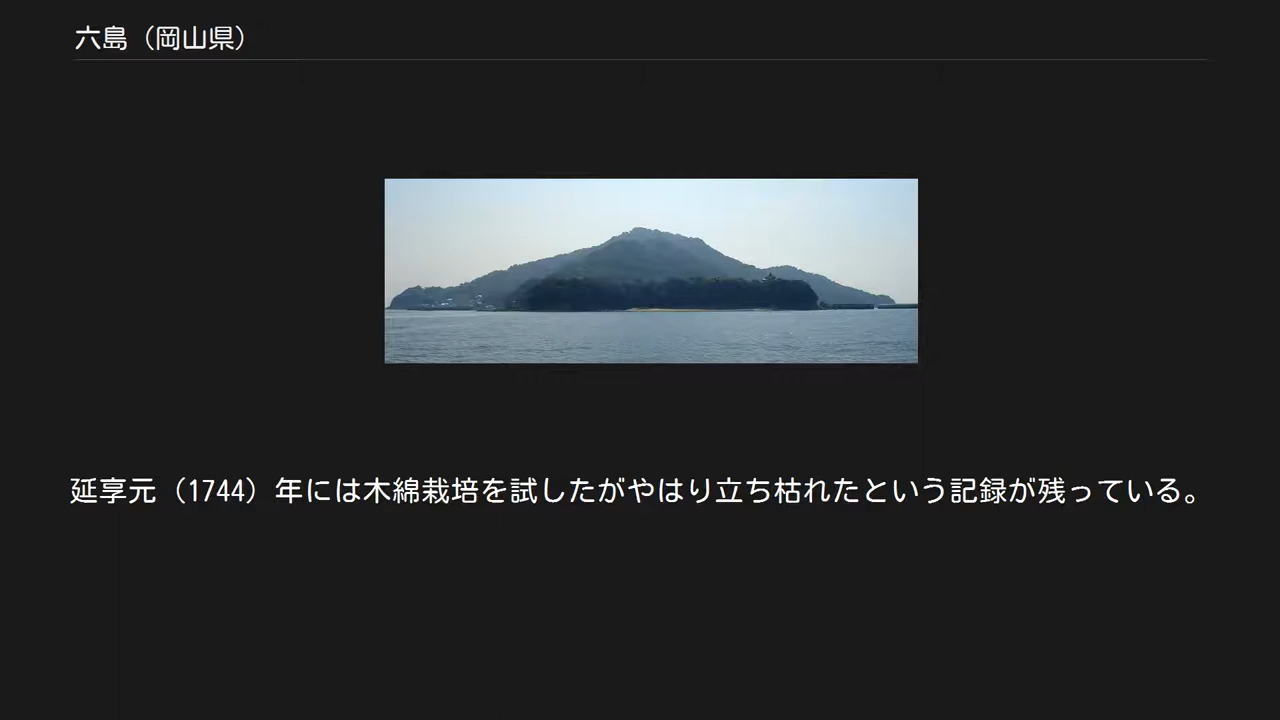 六島（岡山県）
延享元（1744）年には木綿栽培を試したがやはり立ち枯れたという記録が残っている。